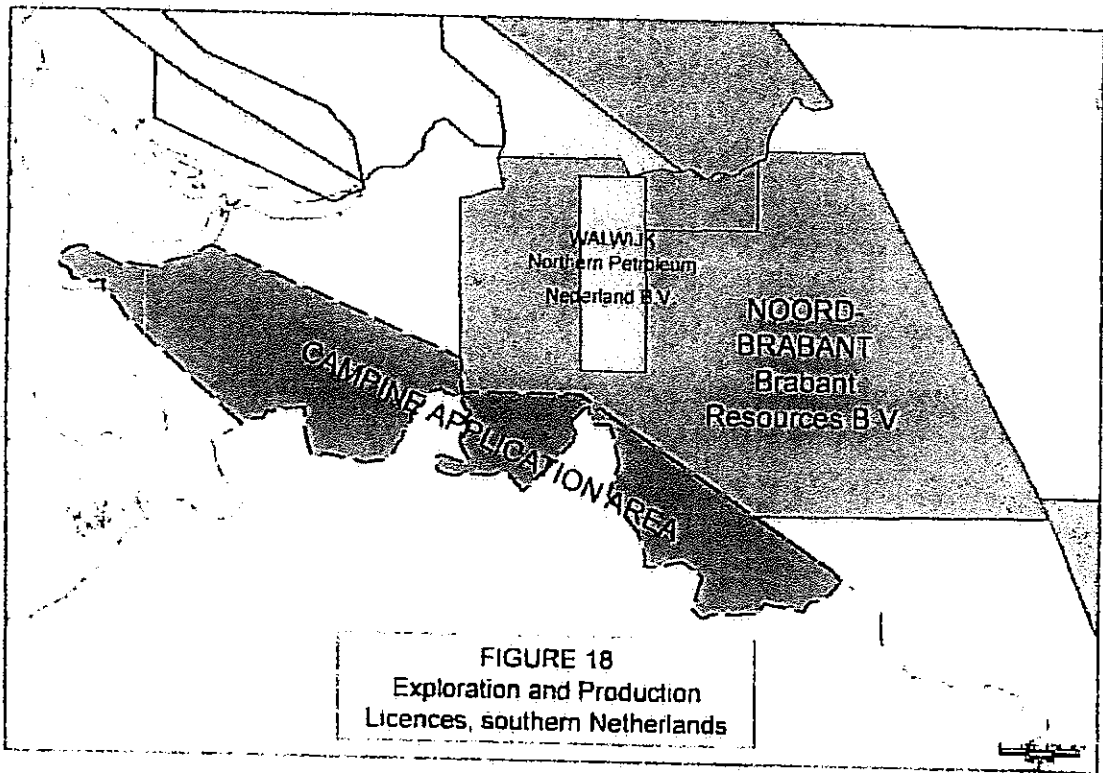 WALWIJK
Northern Petroleum
Nederland B.V.
NOORD-
BRABANT
Brabant
Resources B.V.
CAMPINE APPLICATION AREA
FIGURE 18
Exploration and Production
Licences, southern Netherlands